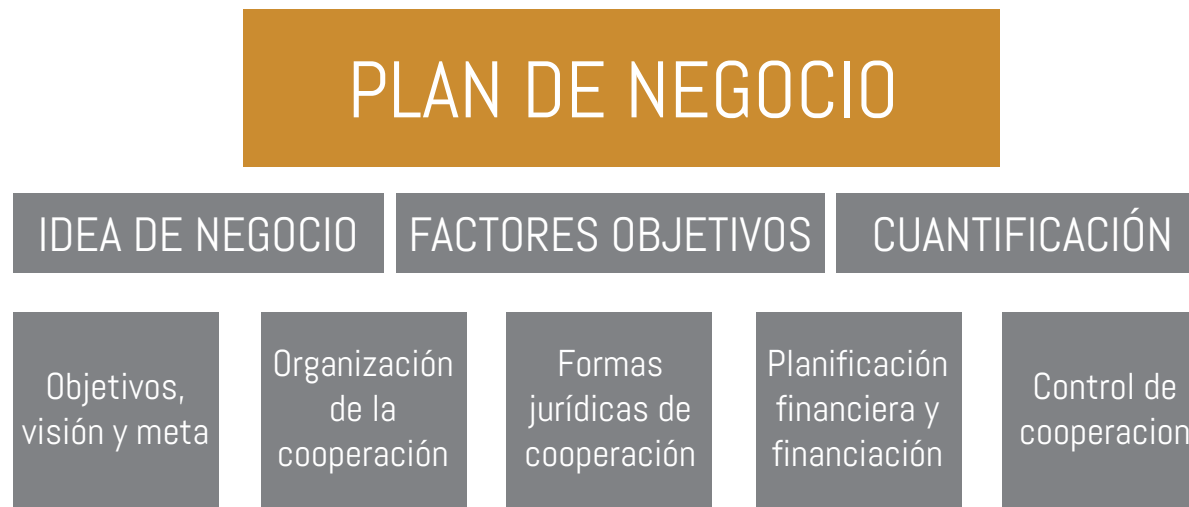 PLAN DE NEGOCIO
IDEA DE NEGOCIO
FACTORES OBJETIVOS
CUANTIFICACIÓN
Objetivos,
visión y meta
Organización
de la
cooperación
Formas
jurídicas de
cooperación
Planificación
financiera y
financiación
Control de
cooperacion